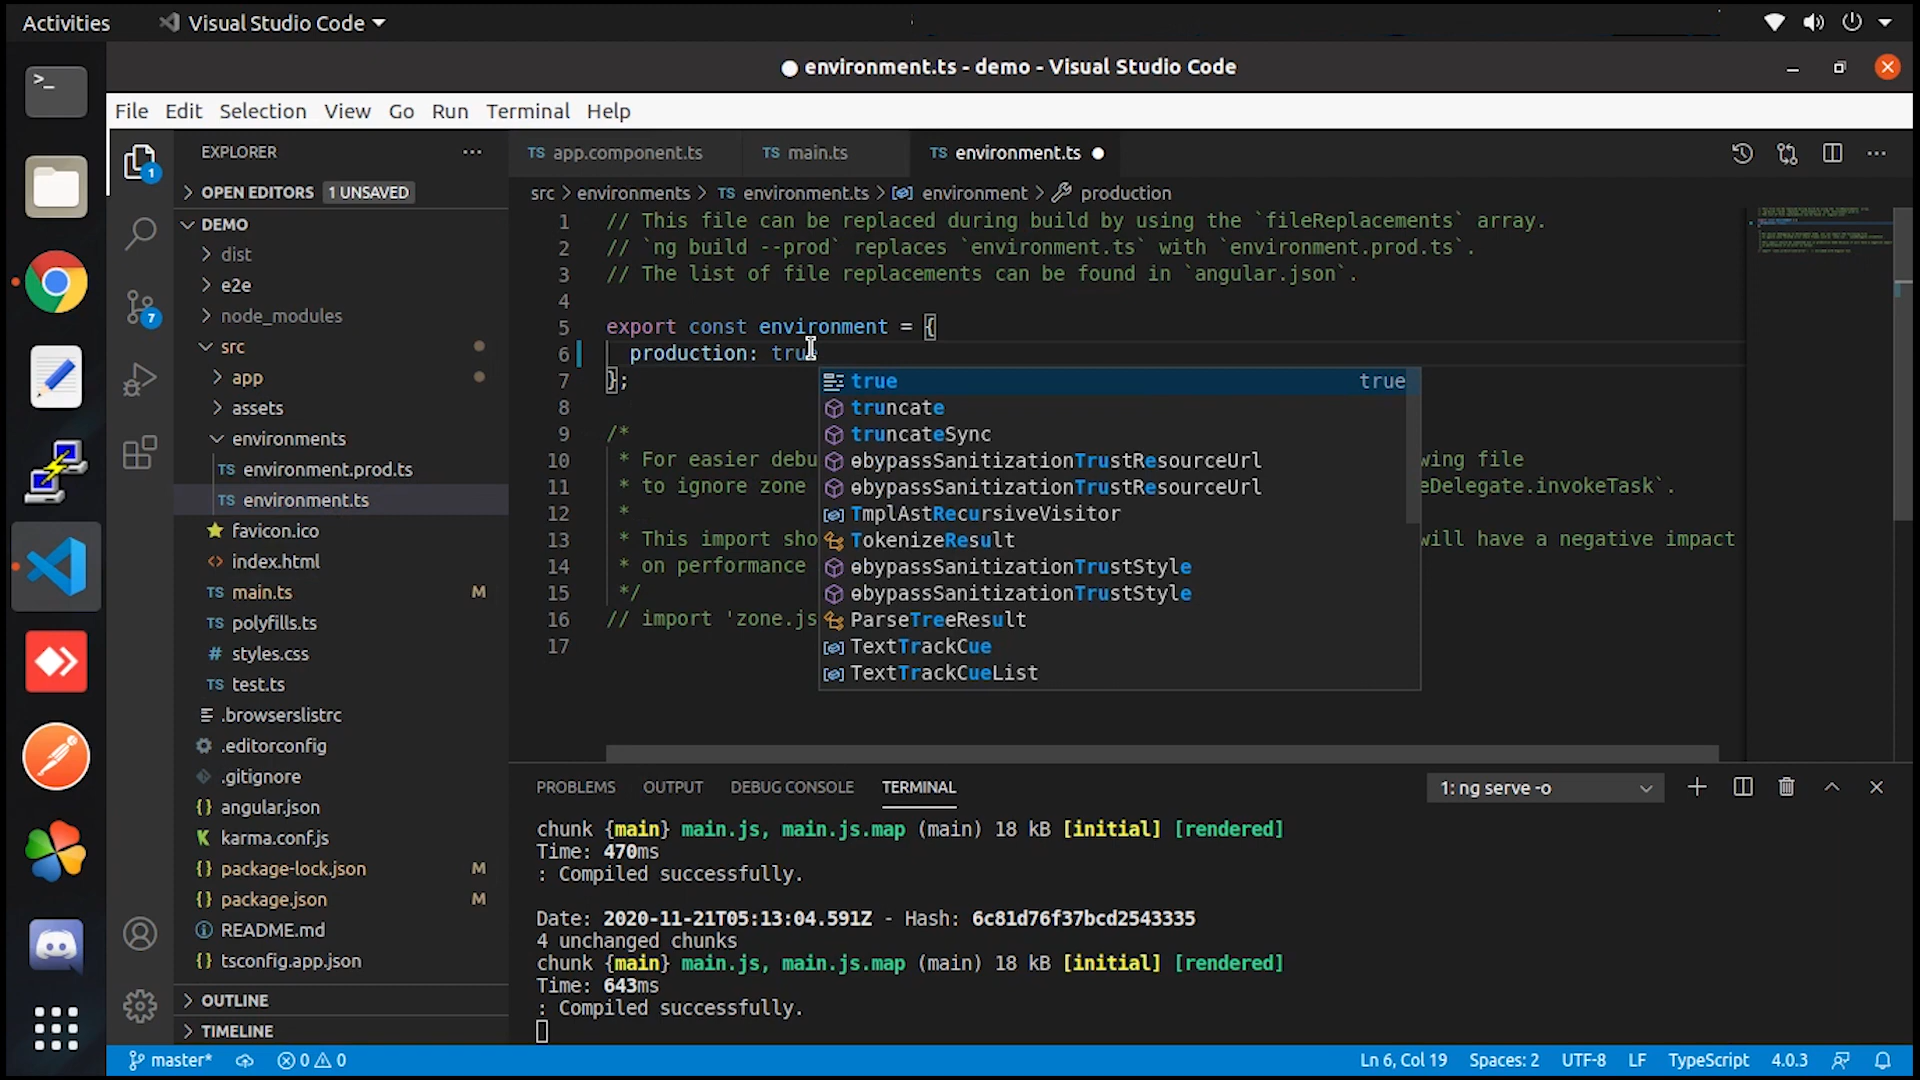 Activities Visual Studio Code
environment.ts - demo - Visual Studio Code
File Edit Selection View Go Run Terminal Help
EXPLORER
OPEN EDITORS 1 UNSAVED
DEMO
dist
e2e
node_modules
src
app
assets
environments
TS environment.prod.ts
TS environment.ts
favicon.ico
<> index.html
TS main.ts M
TS polyfills.ts
# styles.css
TS test.ts
.browserslistrc
.editorconfig
.gitignore
{} angular.json
karma.conf.js
{} package-lock.json M
{} package.json M
README.md
{} tsconfig.app.json
OUTLINE
TIMELINE
1
7
TS app.component.ts TS main.ts TS environment.ts
src > environments > TS environment.ts > environment > production
1 // This file can be replaced during build by using the `fileReplacements` array.
2 // `ng build --prod` replaces `environment.ts` with `environment.prod.ts`.
3 // The list of file replacements can be found in `angular.json`.
4
5 export const environment = {
6 production: true
7 };
8
9 /*
10 * For easier debu wing file
11 * to ignore zone eDelegate.invokeTask`.
12 *
13 * This import sho will have a negative impact
14 * on performance
15 */
16 // import 'zone.js
17
true true
truncate
truncateSync
ɵbypassSanitizationTrustResourceUrl
ɵbypassSanitizationTrustResourceUrl
TmplAstRecursiveVisitor
TokenizeResult
ɵbypassSanitizationTrustStyle
ɵbypassSanitizationTrustStyle
ParseTreeResult
TextTrackCue
TextTrackCueList
PROBLEMS OUTPUT DEBUG CONSOLE TERMINAL 1: ng serve -o
chunk {main} main.js, main.js.map (main) 18 kB [initial] [rendered]
Time: 470ms
: Compiled successfully.
Date: 2020-11-21T05:13:04.591Z - Hash: 6c81d76f37bcd2543335
4 unchanged chunks
chunk {main} main.js, main.js.map (main) 18 kB [initial] [rendered]
Time: 643ms
: Compiled successfully.
master* 0 0 Ln 6, Col 19 Spaces: 2 UTF-8 LF TypeScript 4.0.3